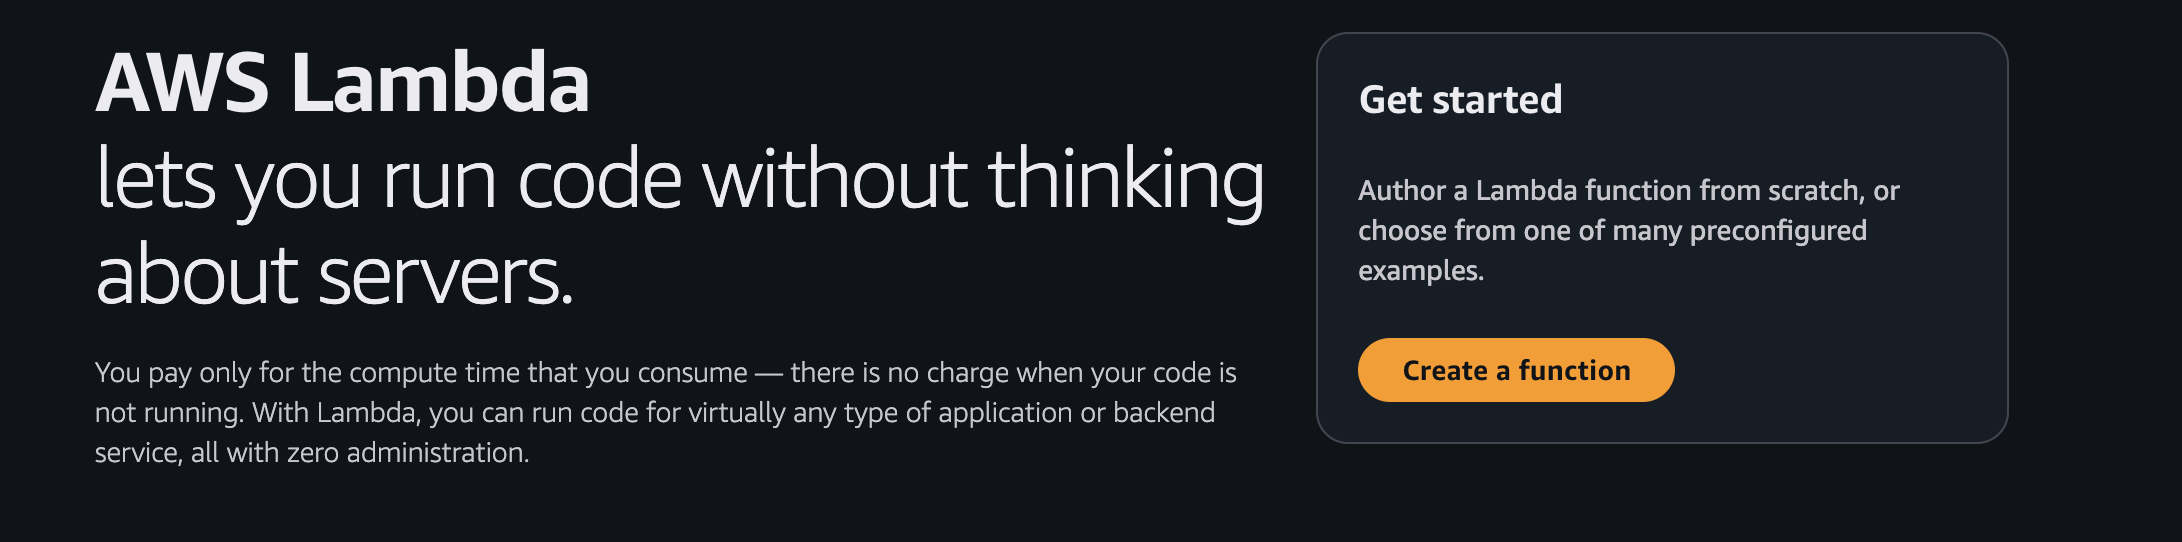 AWS Lambda
lets you run code without thinking
about servers.
You pay only for the compute time that you consume — there is no charge when your code is
not running. With Lambda, you can run code for virtually any type of application or backend
service, all with zero administration.
Get started
Author a Lambda function from scratch, or
choose from one of many preconfigured
examples.
Create a function